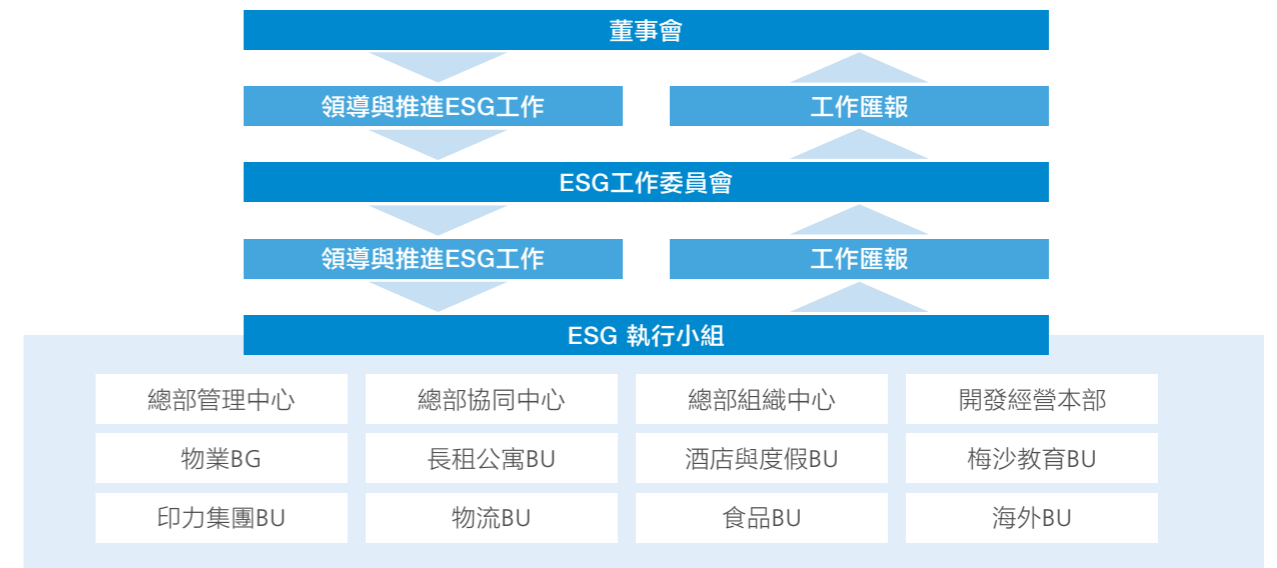 董事會
領導與推進ESG工作
工作匯報
ESG工作委員會
領導與推進ESG工作
工作匯報
ESG 執行小組
總部管理中心
總部協同中心
總部組織中心
開發經營本部
物業BG
長租公寓BU
酒店與度假BU
梅沙教育BU
印力集團BU
物流BU
食品BU
海外BU